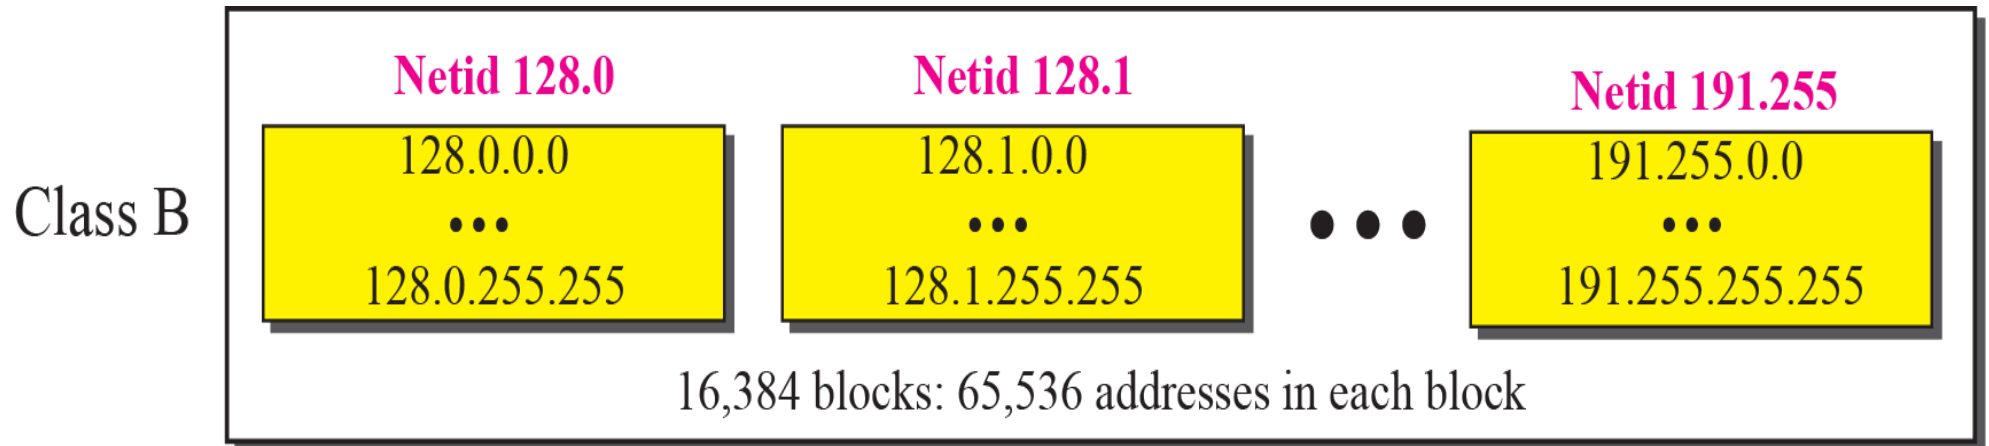 Class B
Netid 128.0
128.0.0.0
•••
128.0.255.255
Netid 128.1
128.1.0.0
•••
128.1.255.255
•••
Netid 191.255
191.255.0.0
•••
191.255.255.255
16,384 blocks: 65,536 addresses in each block